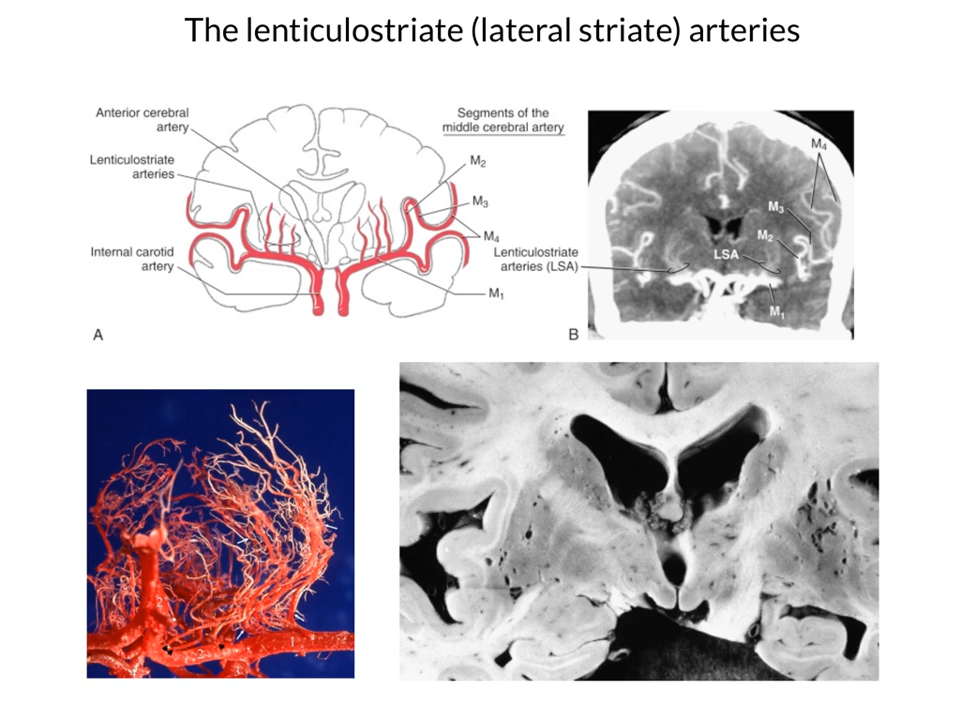 The lenticulostriate (lateral striate) arteries
Anterior cerebral
artery
Lenticulostriate
arteries
Internal carotid
artery
A
Segments of the
middle cerebral artery
M2
M3
M4
M1
Lenticulostriate
arteries (LSA)
B
M4
M3
M2
LSA
M1